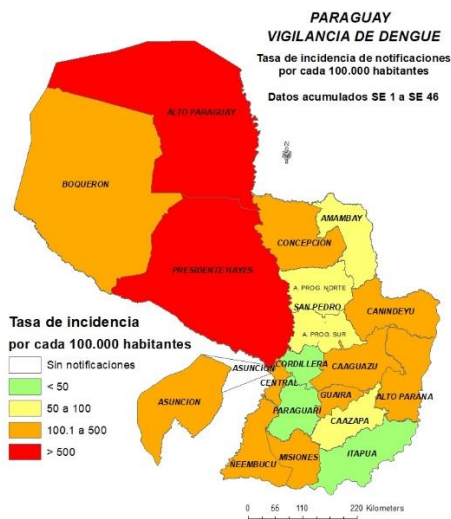 PARAGUAY
VIGILANCIA DE DENGUE
Tasa de incidencia de notificaciones
por cada 100.000 habitantes
Datos acumulados SE 1 a SE 46
ALTO PARAGUAY
BOQUERON
AMAMBAY
CONCEPCIÓN
PRESIDENTE HAYES
A. PROG. NORTE
SAN PEDRO
CANINDEYU
A. PROG. SUR
Tasa de incidencia
por cada 100.000 habitantes
Sin notificaciones
< 50
50 a 100
100.1 a 500
> 500
ASUNCION
ASUNCION
CORDILLERA
CENTRAL
CAAGUAZU
ALTO PARANA
GUAIRA
PARAGUARI
CAAZAPA
ITAPUA
MISIONES
NEEMBUCU
0 55 110 220 Kilometers